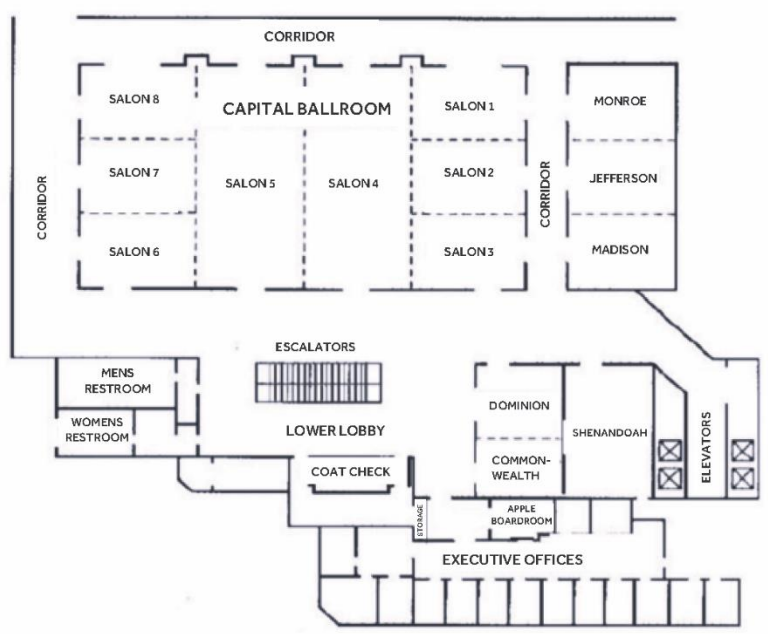 CORRIDOR
SALON 8
CAPITAL BALLROOM
SALON 1
MONROE
SALON 7
SALON 5
SALON 4
SALON 2
JEFFERSON
CORRIDOR
CORRIDOR
SALON 6
SALON 3
MADISON
ESCALATORS
MENS
RESTROOM
WOMENS
RESTROOM
LOWER LOBBY
COAT CHECK
DOMINION
COMMON-
WEALTH
SHENANDOAH
ELEVATORS
STORAGE
APPLE
BOARDROOM
EXECUTIVE OFFICES